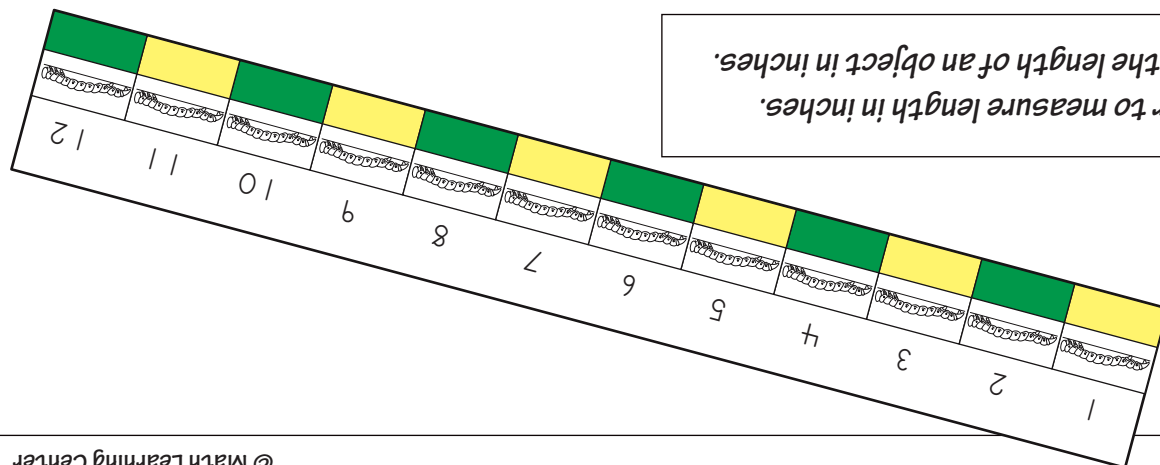 © Math Learning Center
1 2 3 4 5 6 7 8 9 10 11 12
to measure length in inches.
the length of an object in inches.